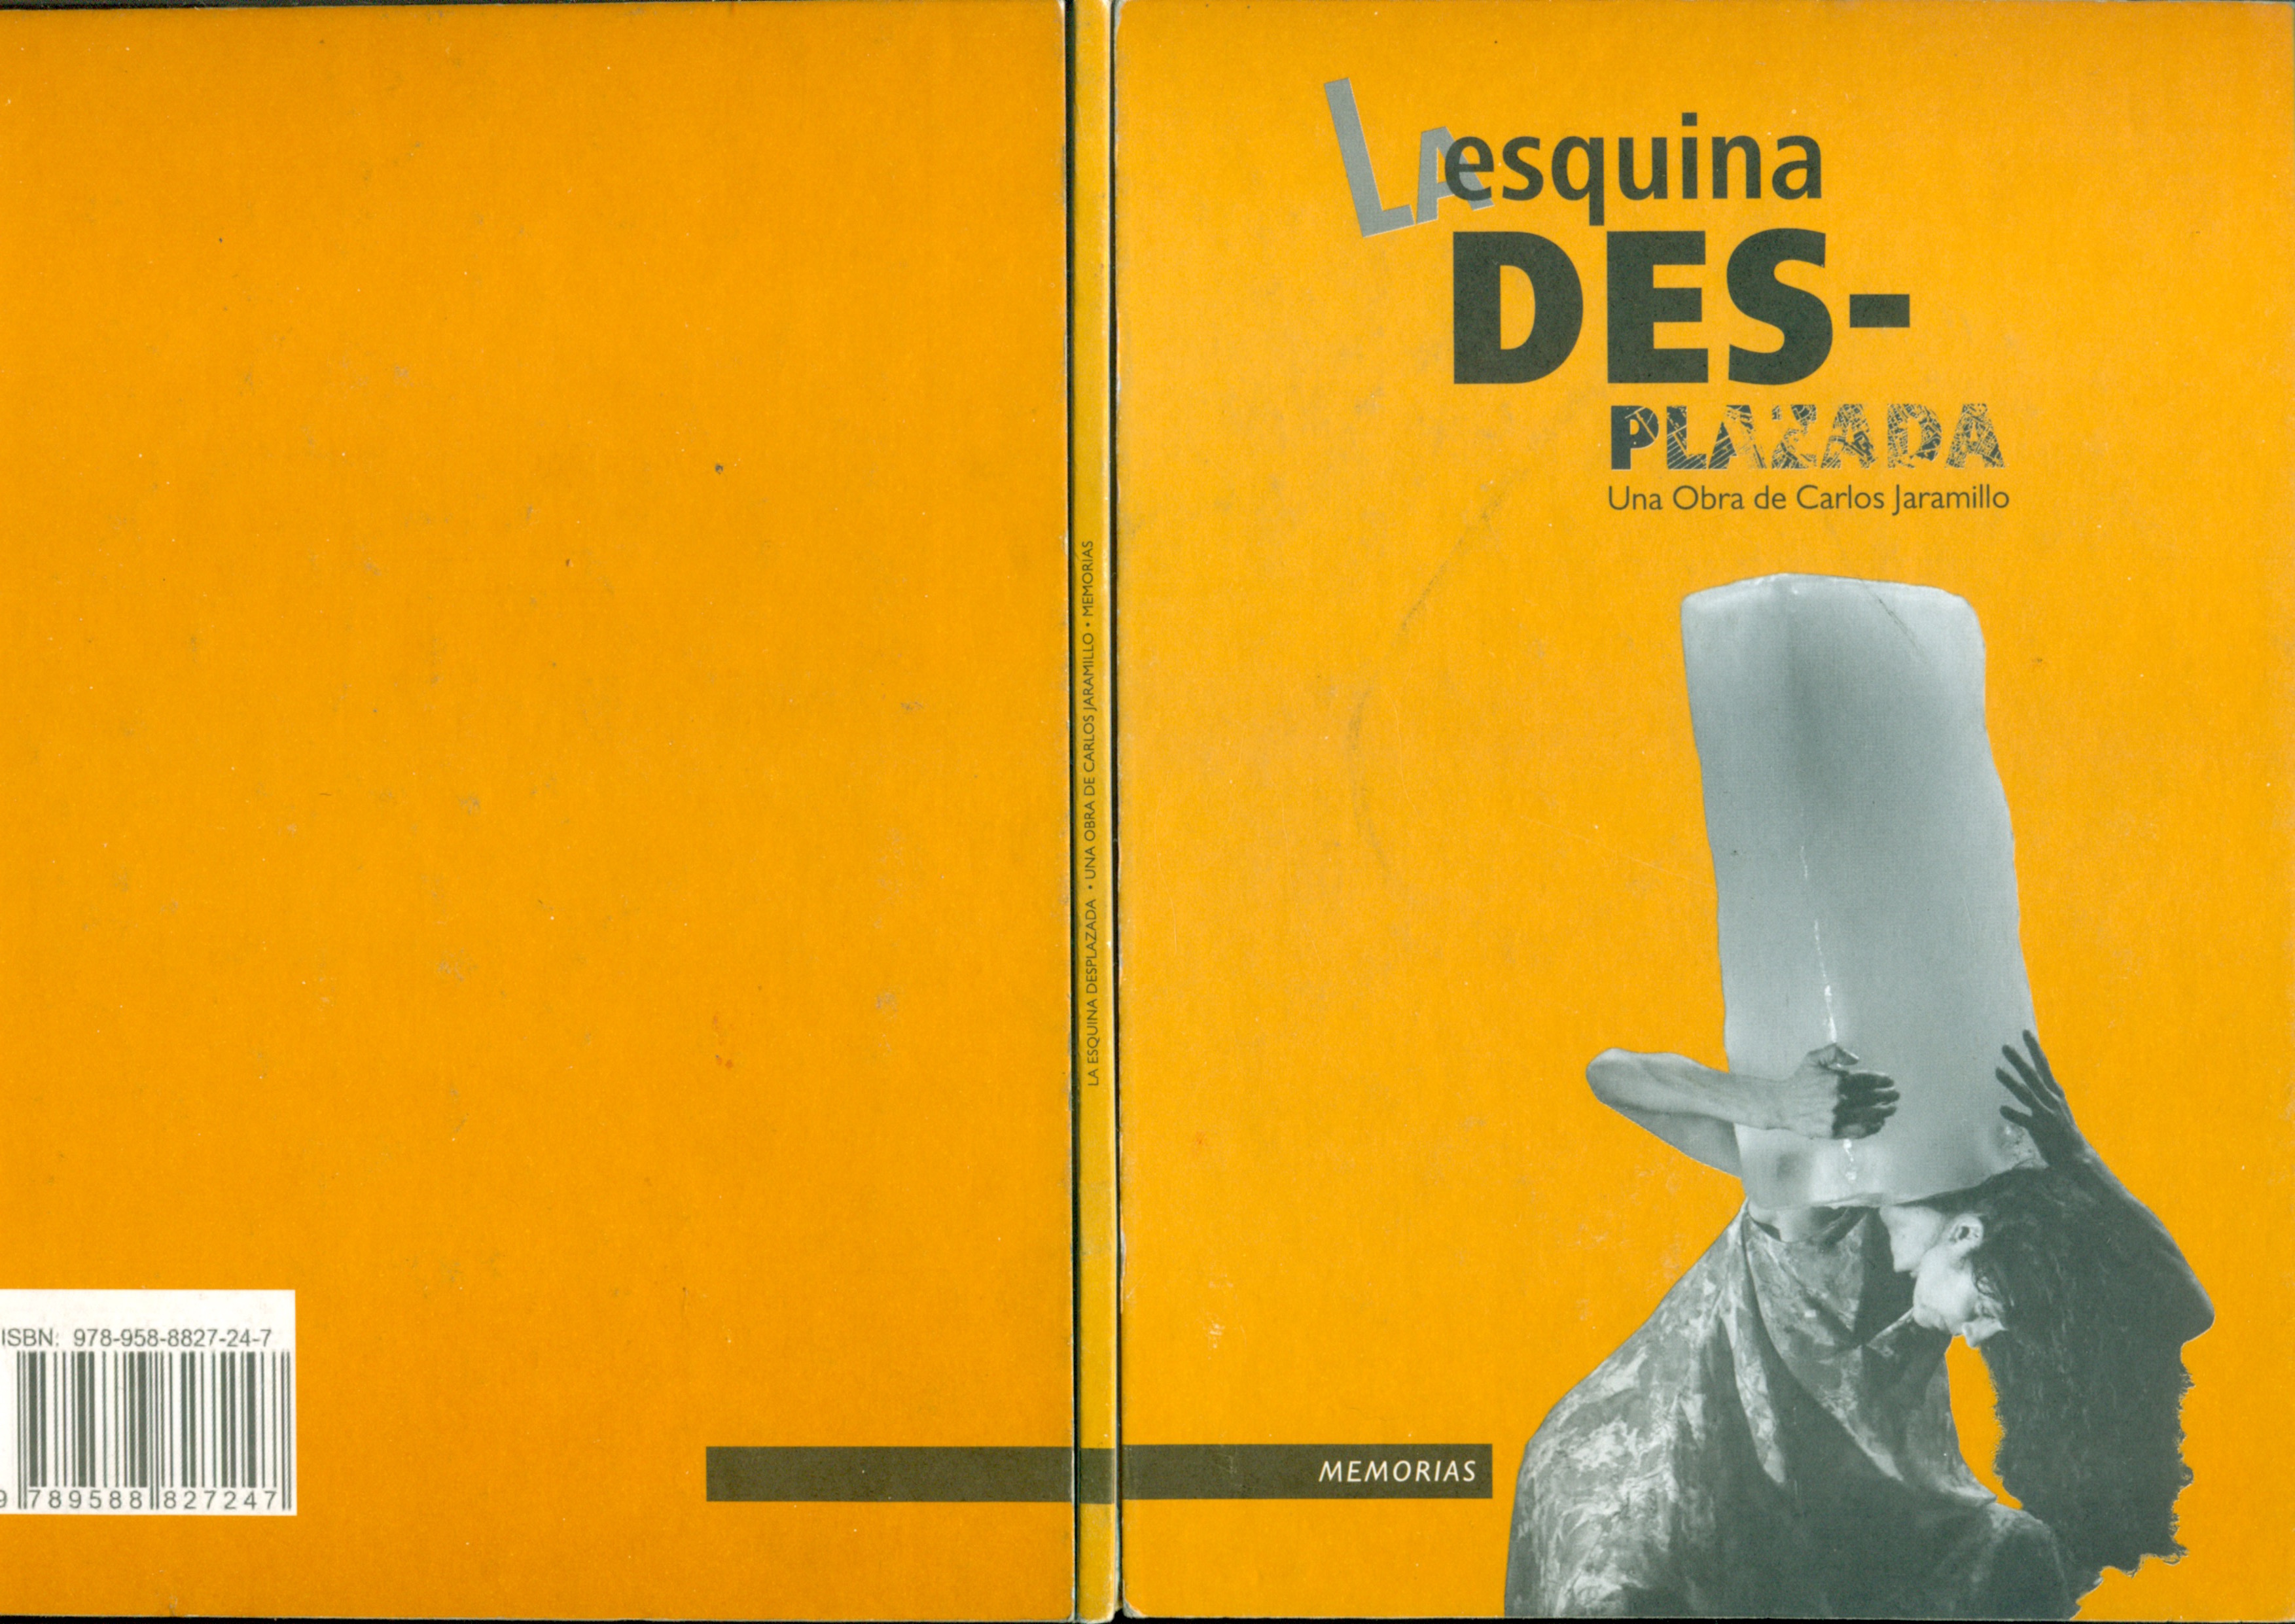 ISBN: 978-958-8827-24-7
9 789588 827247
LA ESQUINA DESPLAZADA • UNA OBRA DE CARLOS JARAMILLO • MEMORIAS
LA esquina
DES-
PLAZADA
Una Obra de Carlos Jaramillo
MEMORIAS